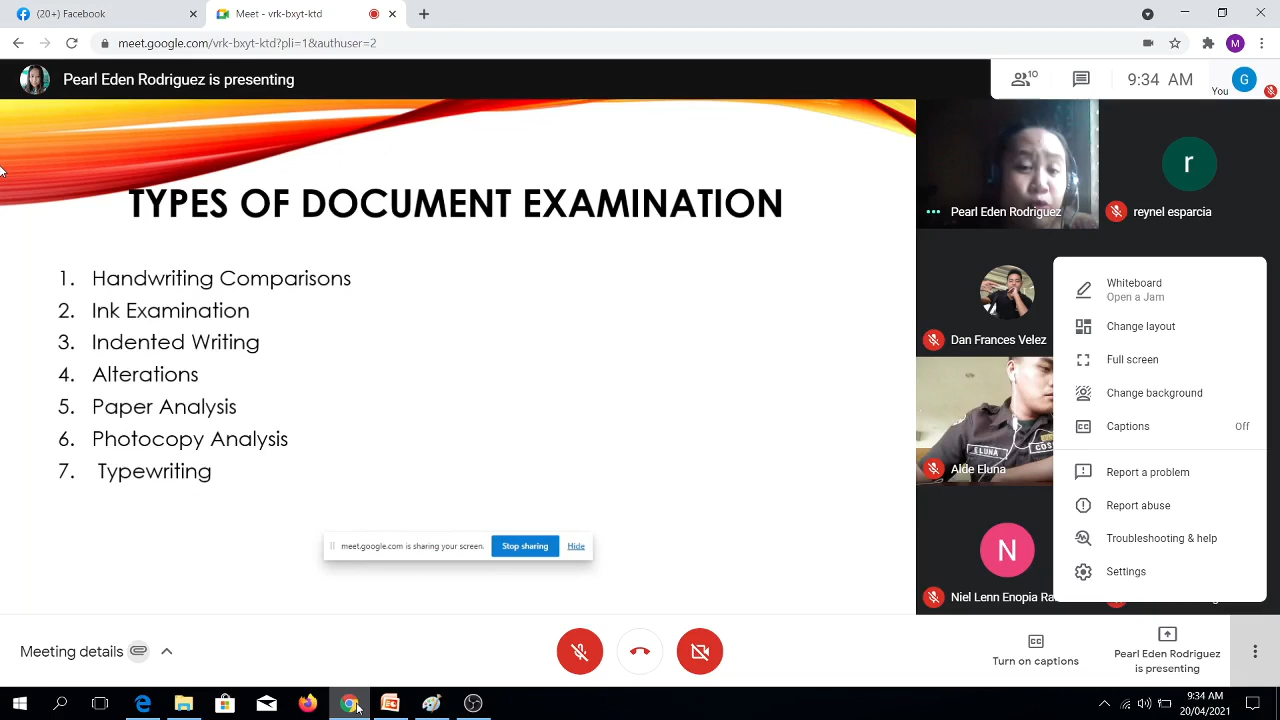 (20+) Facebook
Meet - vrk-bxyt-ktd
meet.google.com/vrk-bxyt-ktd?pli=1&authuser=2
M
Pearl Eden Rodriguez is presenting
10
9:34 AM
You
G
TYPES OF DOCUMENT EXAMINATION
1. Handwriting Comparisons
2. Ink Examination
3. Indented Writing
4. Alterations
5. Paper Analysis
6. Photocopy Analysis
7. Typewriting
meet.google.com is sharing your screen.
Stop sharing
Hide
Pearl Eden Rodriguez
r
reynel esparcia
Dan Frances Velez
ELUNA
Alde Eluna
N
Niel Lenn Enopia
Whiteboard
Open a Jam
Change layout
Full screen
Change background
Captions Off
Report a problem
Report abuse
Troubleshooting & help
Settings
Meeting details
Turn on captions
Pearl Eden Rodriguez
is presenting
9:34 AM
20/04/2021